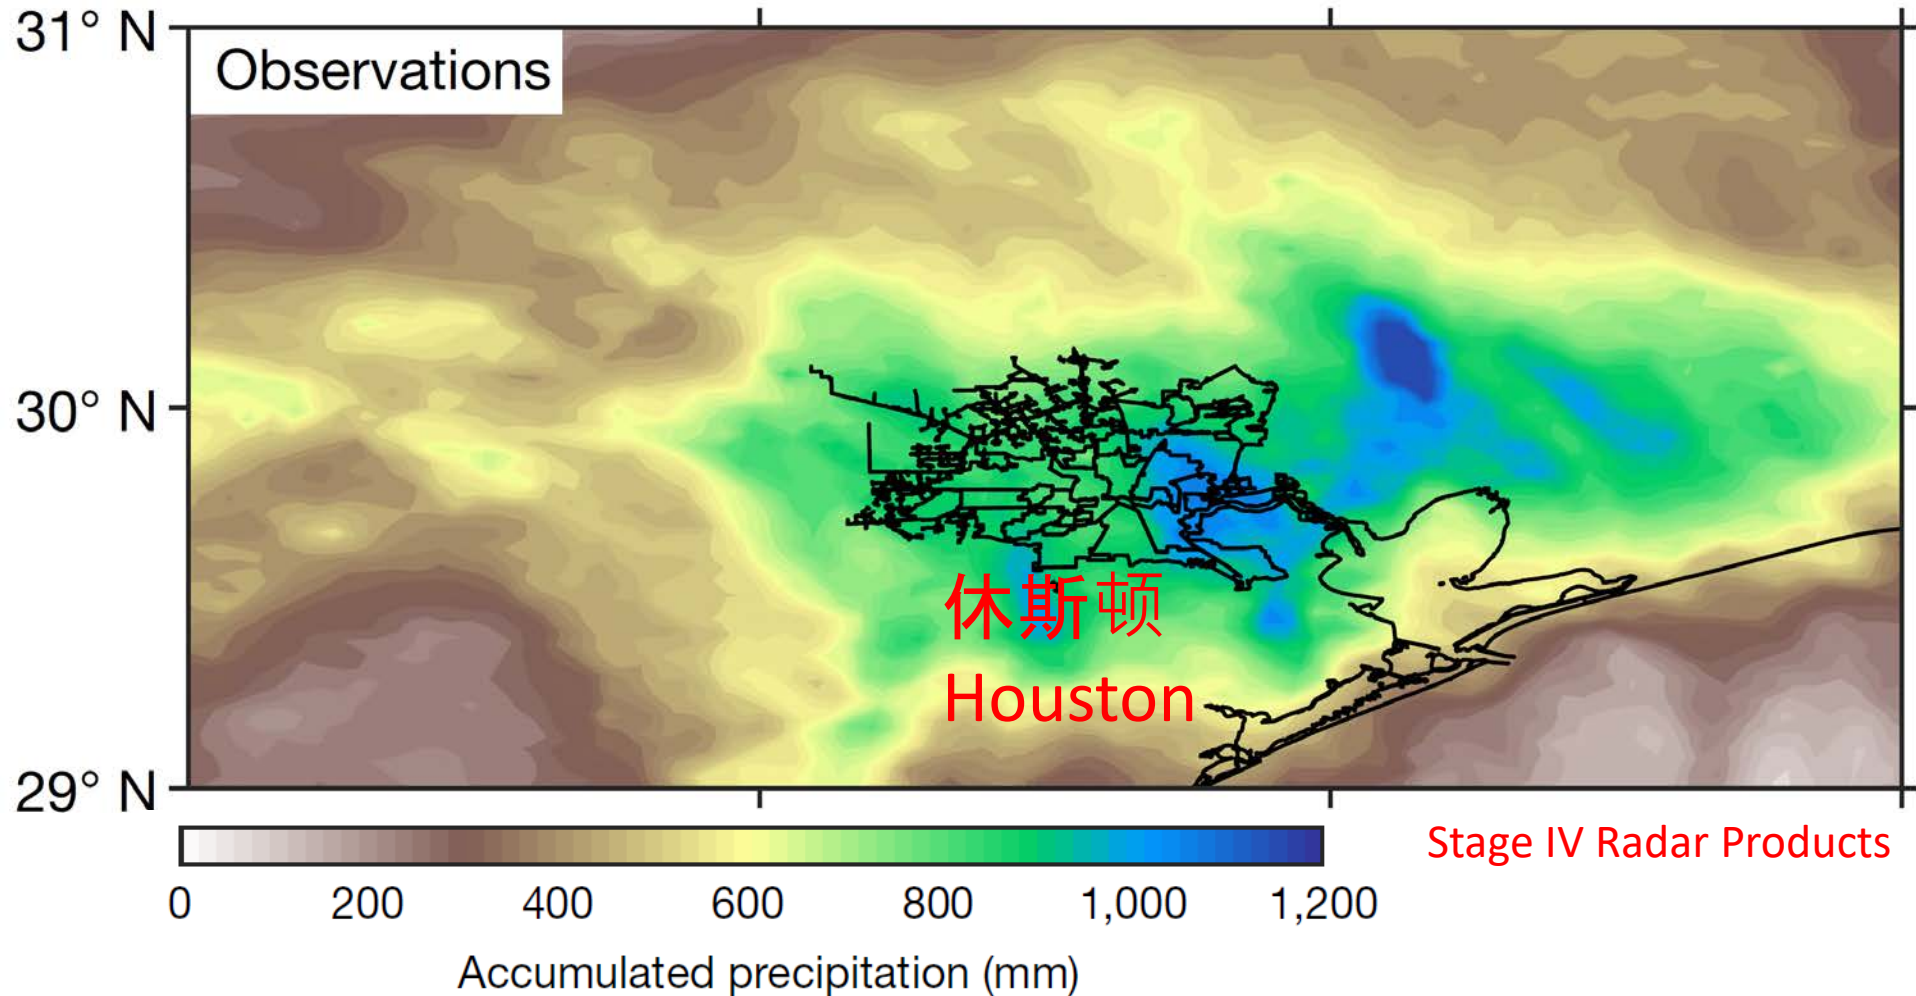 31° N
Observations
30° N
休斯顿
Houston
29° N
Stage IV Radar Products
0 200 400 600 800 1,000 1,200
Accumulated precipitation (mm)